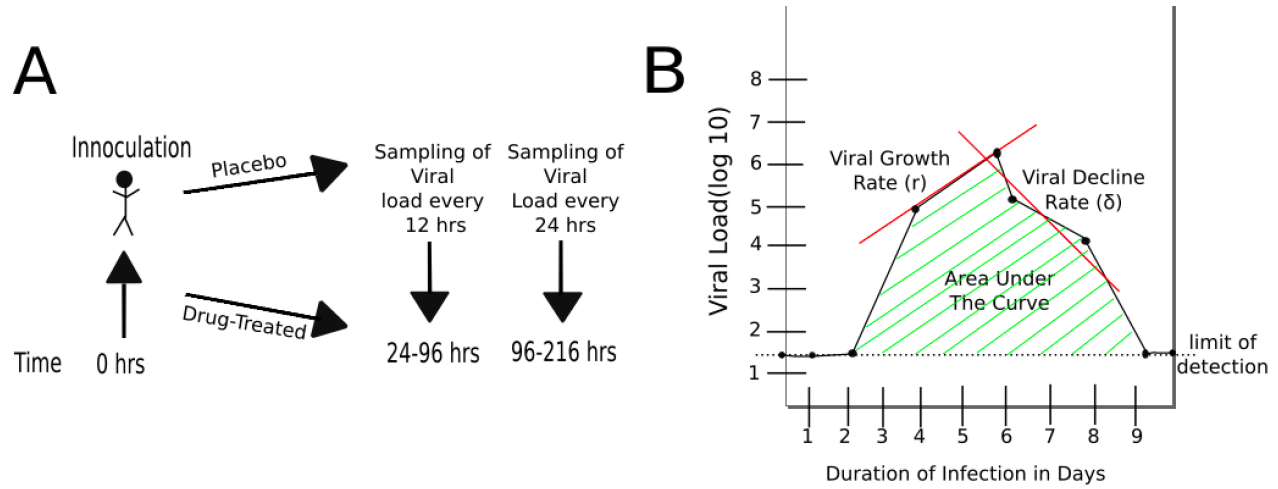 A
Innoculation
Placebo
Drug-Treated
Sampling of
Viral
load every
12 hrs
Sampling of
Viral
Load every
24 hrs
Time
0 hrs
24-96 hrs
96-216 hrs
B
Viral Load(log 10)
8
7
6
5
4
3
2
1
Viral Growth
Rate (r)
Viral Decline
Rate (δ)
Area Under
The Curve
limit of
detection
1 2 3 4 5 6 7 8 9
Duration of Infection in Days